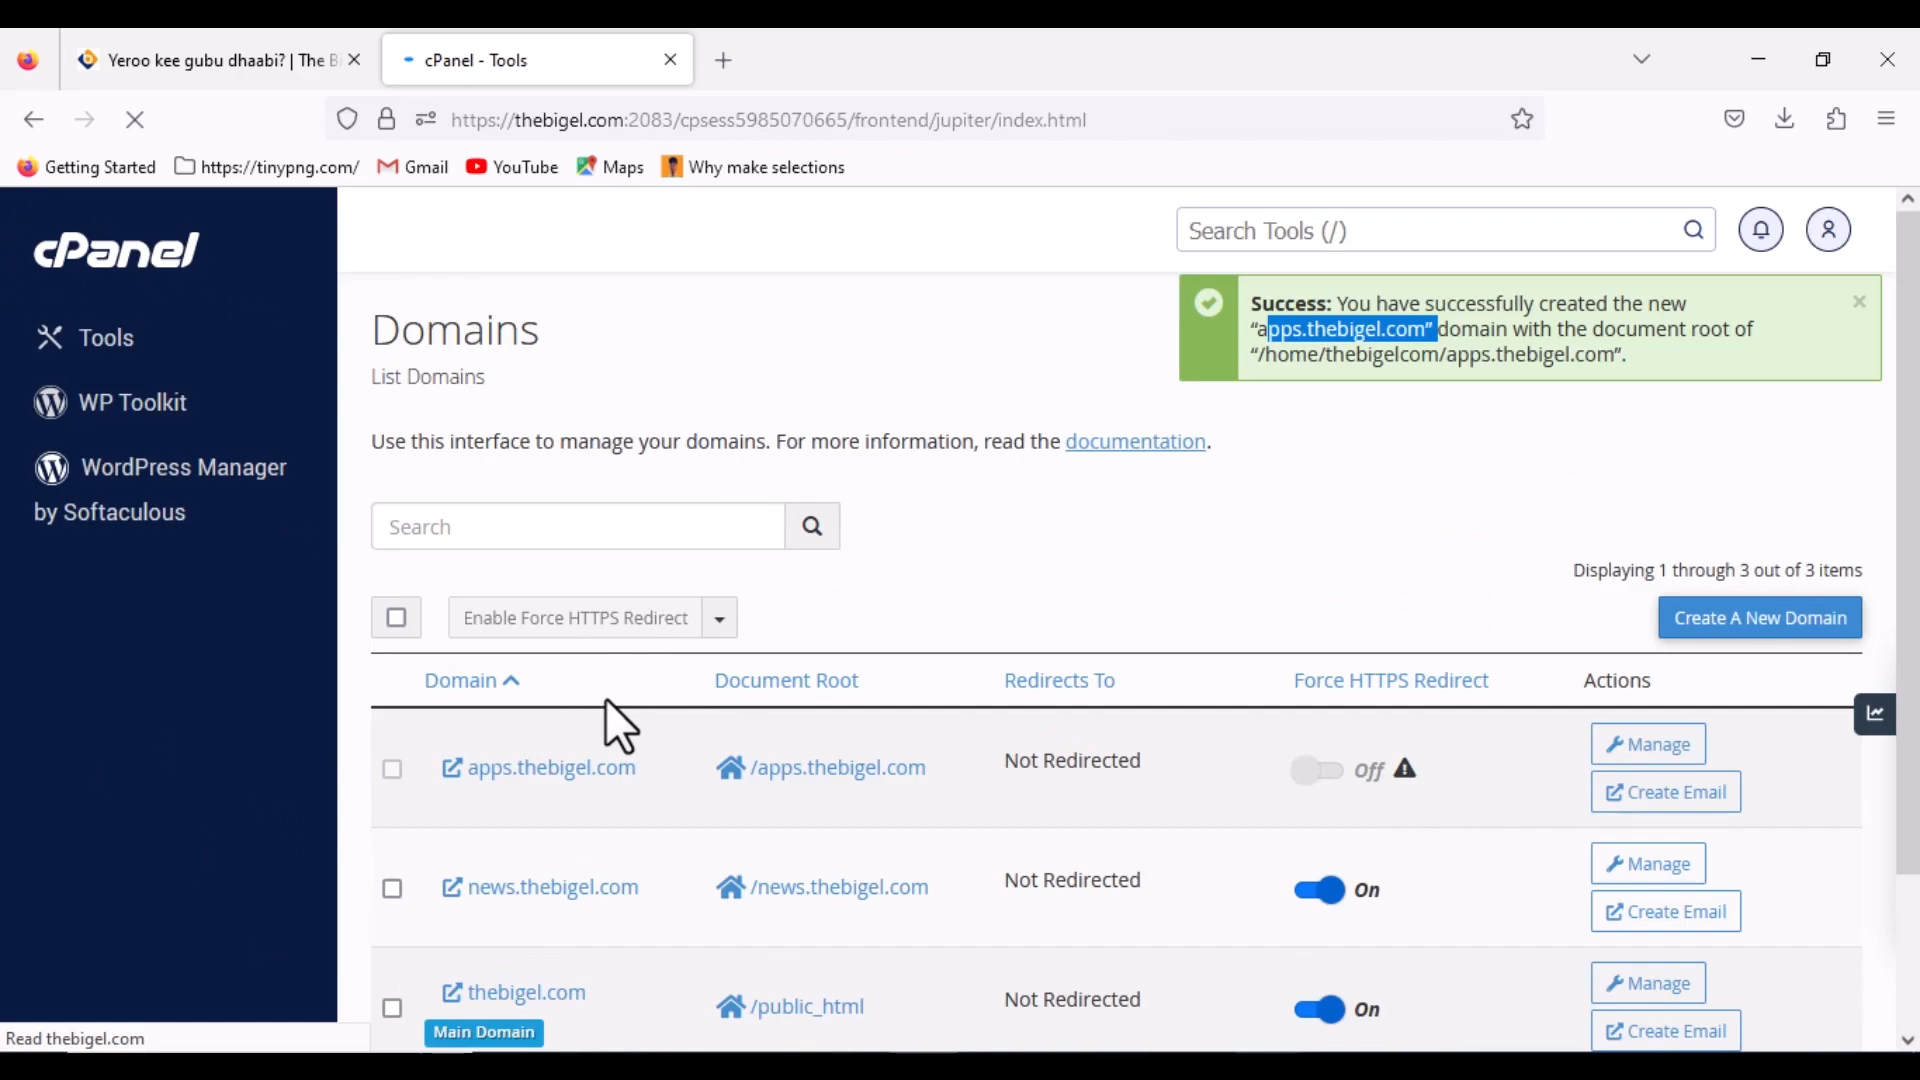 Yeroo kee gubu dhaabi? | The B
cPanel - Tools
https://thebigel.com:2083/cpsess5985070665/frontend/jupiter/index.html
Getting Started
https://tinypng.com/
Gmail
YouTube
Maps
Why make selections
cPanel
Search Tools (/)
Tools
WP Toolkit
WordPress Manager
by Softaculous
Success: You have successfully created the new
“apps.thebigel.com” domain with the document root of
“/home/thebigelcom/apps.thebigel.com”.
Domains
List Domains
Use this interface to manage your domains. For more information, read the documentation.
Search
Displaying 1 through 3 out of 3 items
Enable Force HTTPS Redirect
Create A New Domain
Domain
Document Root
Redirects To
Force HTTPS Redirect
Actions
apps.thebigel.com
/apps.thebigel.com
Not Redirected
Off
Manage
Create Email
news.thebigel.com
/news.thebigel.com
Not Redirected
On
Manage
Create Email
thebigel.com
Main Domain
/public_html
Not Redirected
On
Manage
Create Email
Read thebigel.com